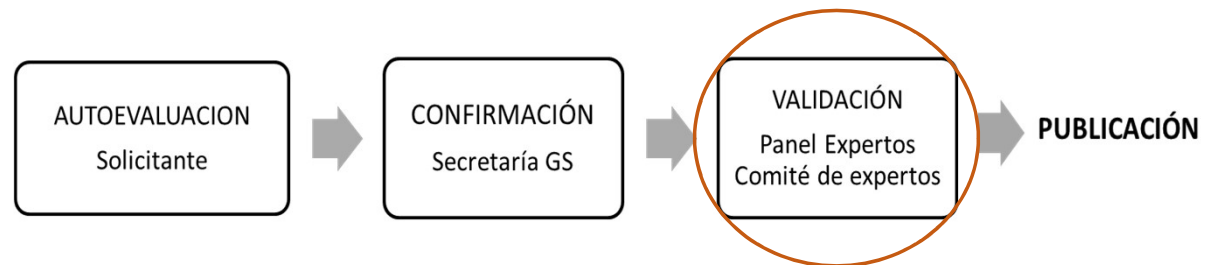 AUTOEVALUACION
Solicitante
CONFIRMACIÓN
Secretaría GS
VALIDACIÓN
Panel Expertos
Comité de expertos
PUBLICACIÓN